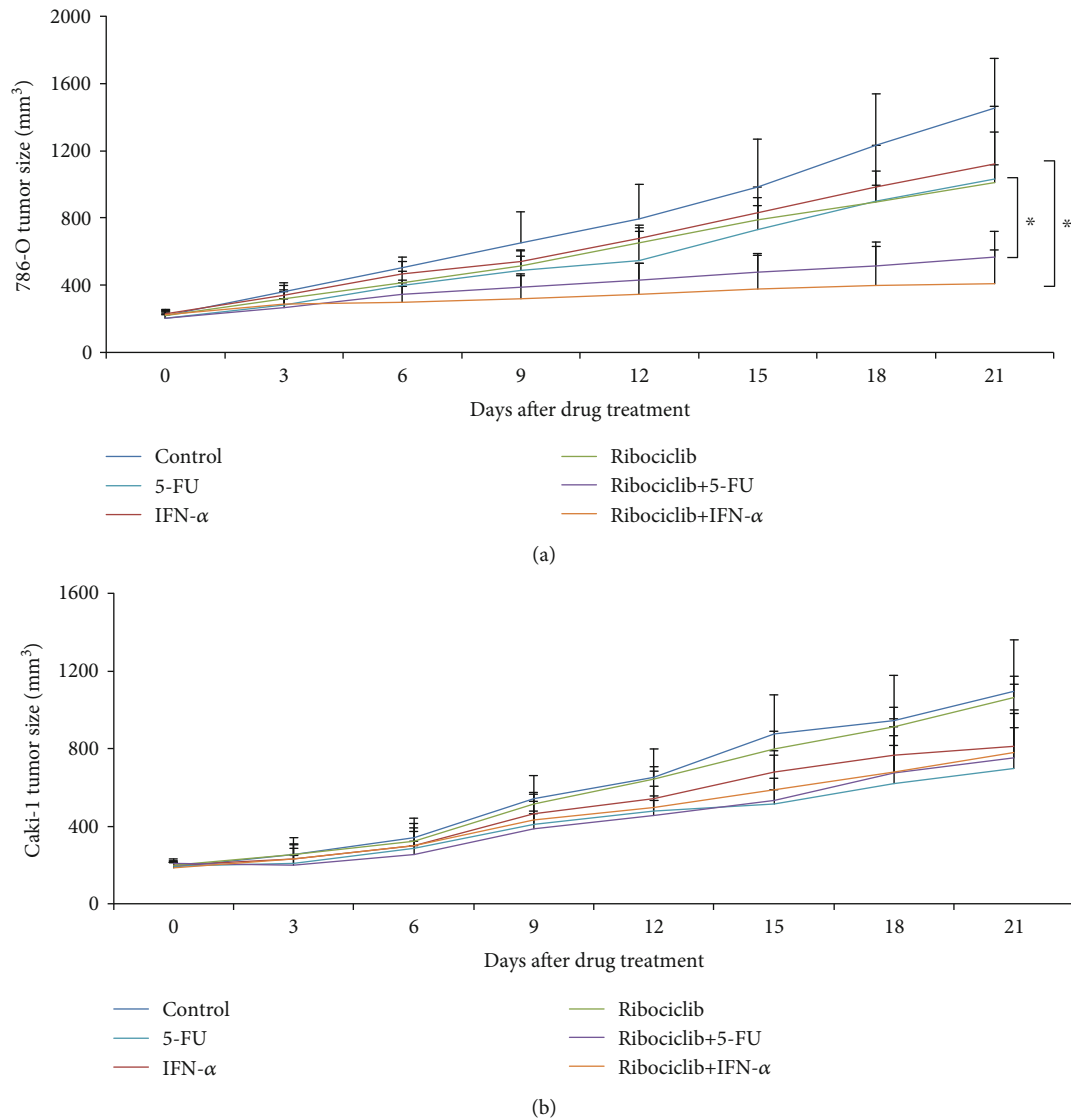 2000
1600
1200
800
400
0
786-O tumor size (mm³)
*
*
0 3 6 9 12 15 18 21
Days after drug treatment
Control Ribociclib
5-FU Ribociclib+5-FU
IFN-α Ribociclib+IFN-α
(a)
1600
1200
800
400
0
Caki-1 tumor size (mm³)
0 3 6 9 12 15 18 21
Days after drug treatment
Control Ribociclib
5-FU Ribociclib+5-FU
IFN-α Ribociclib+IFN-α
(b)